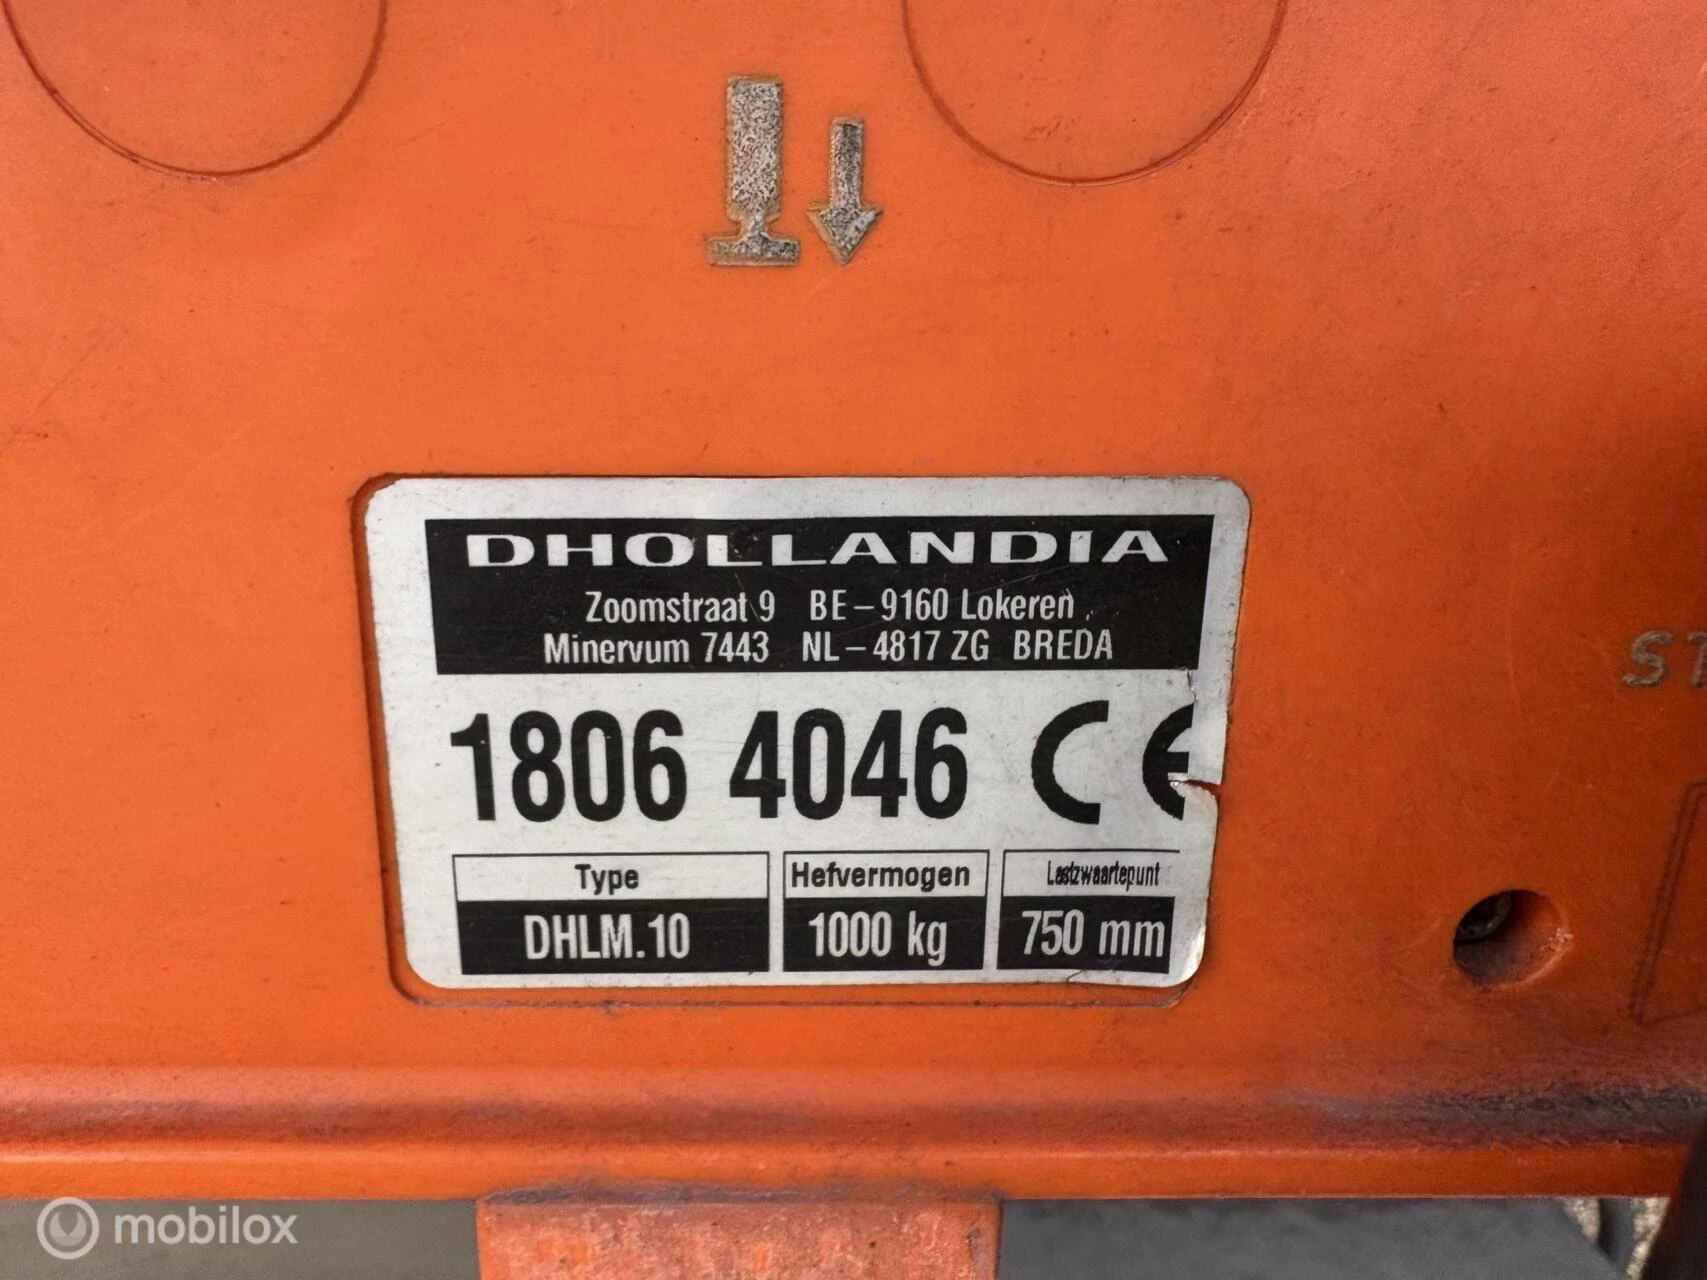 DHOLLANDIA
Zoomstraat 9 BE-9160 Lokeren
Minervum 7443 NL-4817 ZG BREDA
1806 4046 CE
Type Hefvermogen Lastzwaartepunt
DHLM.10 1000 kg 750 mm
mobilox